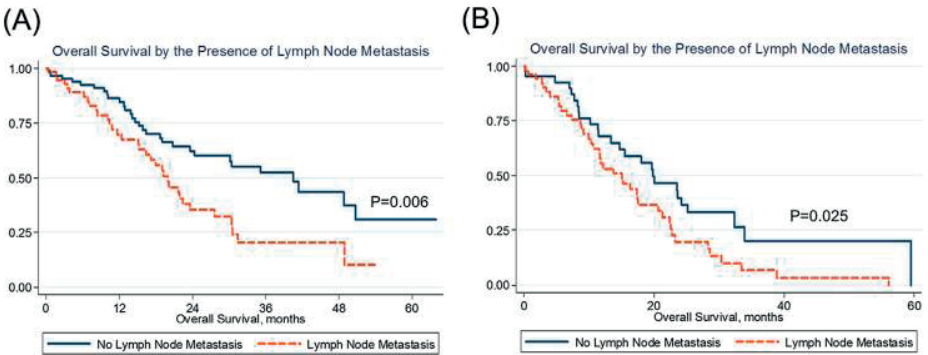 (A)
Overall Survival by the Presence of Lymph Node Metastasis
1.00
0.75
0.50
0.25
0.00
P=0.006
0 12 24 36 48 60
Overall Survival, months
No Lymph Node Metastasis Lymph Node Metastasis
(B)
Overall Survival by the Presence of Lymph Node Metastasis
1.00
0.75
0.50
0.25
0.00
P=0.025
0 20 40 60
Overall Survival, months
No Lymph Node Metastasis Lymph Node Metastasis